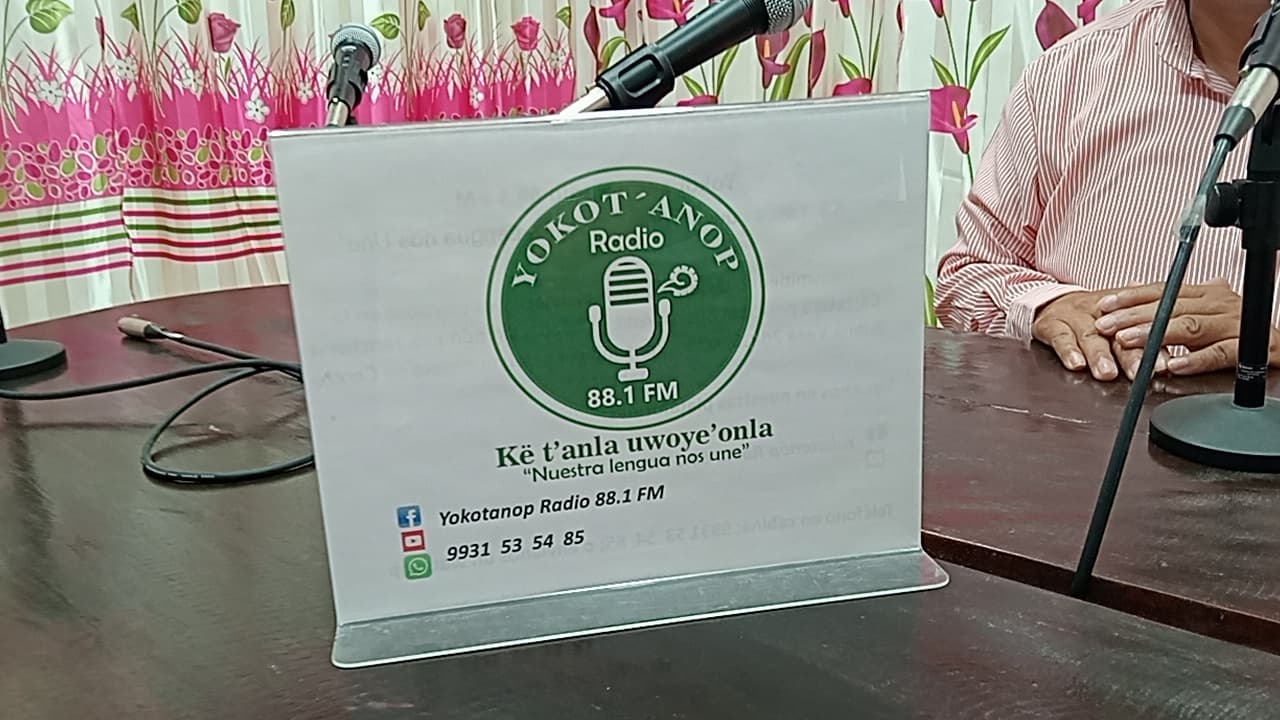 YOKOT´ANOP
Radio
88.1 FM
Kë t’anla uwoye’onla
“Nuestra lengua nos une”
Yokotanop Radio 88.1 FM
9931 53 54 85